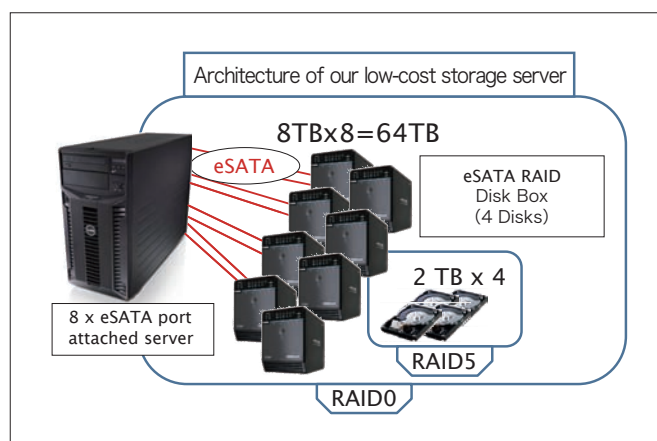 Architecture of our low-cost storage server
8TBx8=64TB
eSATA
eSATA RAID
Disk Box
(4 Disks)
2 TB x 4
8 x eSATA port
attached server
RAID5
RAID0